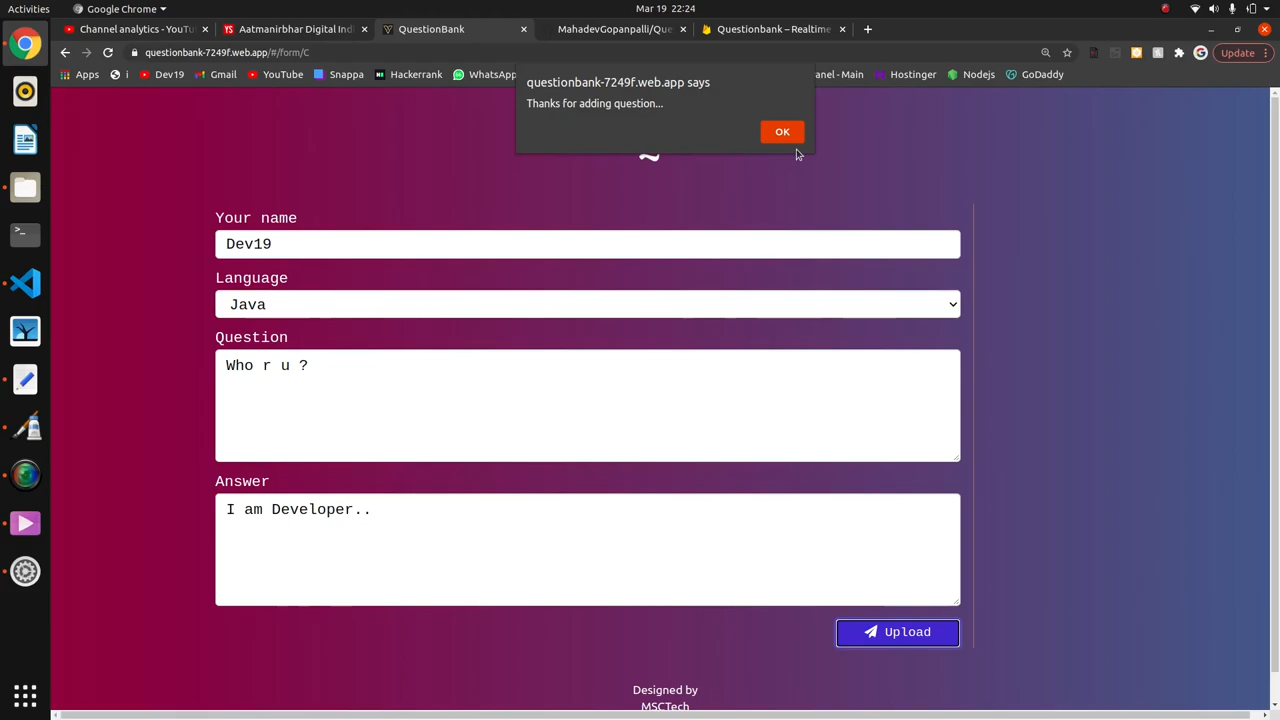 Activities
Google Chrome
Mar 19 22:24
Channel analytics - YouTu
Aatmanirbhar Digital Indi
QuestionBank
MahadevGopanpalli/Que
Questionbank – Realtime
questionbank-7249f.web.app/#/form/C
Update
Apps
i
Dev19
Gmail
YouTube
Snappa
Hackerrank
WhatsApp
anel - Main
Hostinger
Nodejs
GoDaddy
questionbank-7249f.web.app says
Thanks for adding question...
OK
~
Your name
Dev19
Language
Java
Question
Who r u ?
Answer
I am Developer..
Upload
Designed by
MSCTech